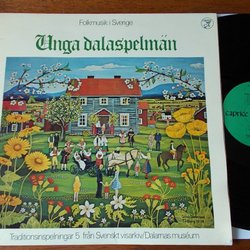 Folkmusik i Sverige
Unga dalaspelmän
Traditionsinspelningar 5 från Svenskt visarkiv/Dalarnas museum
caprice